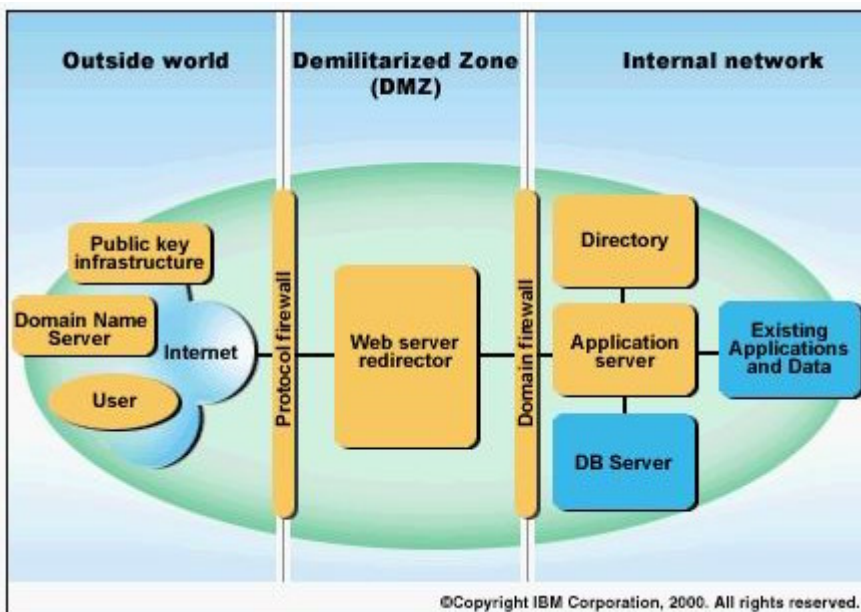 Outside world
Demilitarized Zone
(DMZ)
Internal network
Public key
infrastructure
Domain Name
Server
Internet
User
Protocol firewall
Web server
redirector
Domain firewall
Directory
Application
server
Existing
Applications
and Data
DB Server
©Copyright IBM Corporation, 2000. All rights reserved.